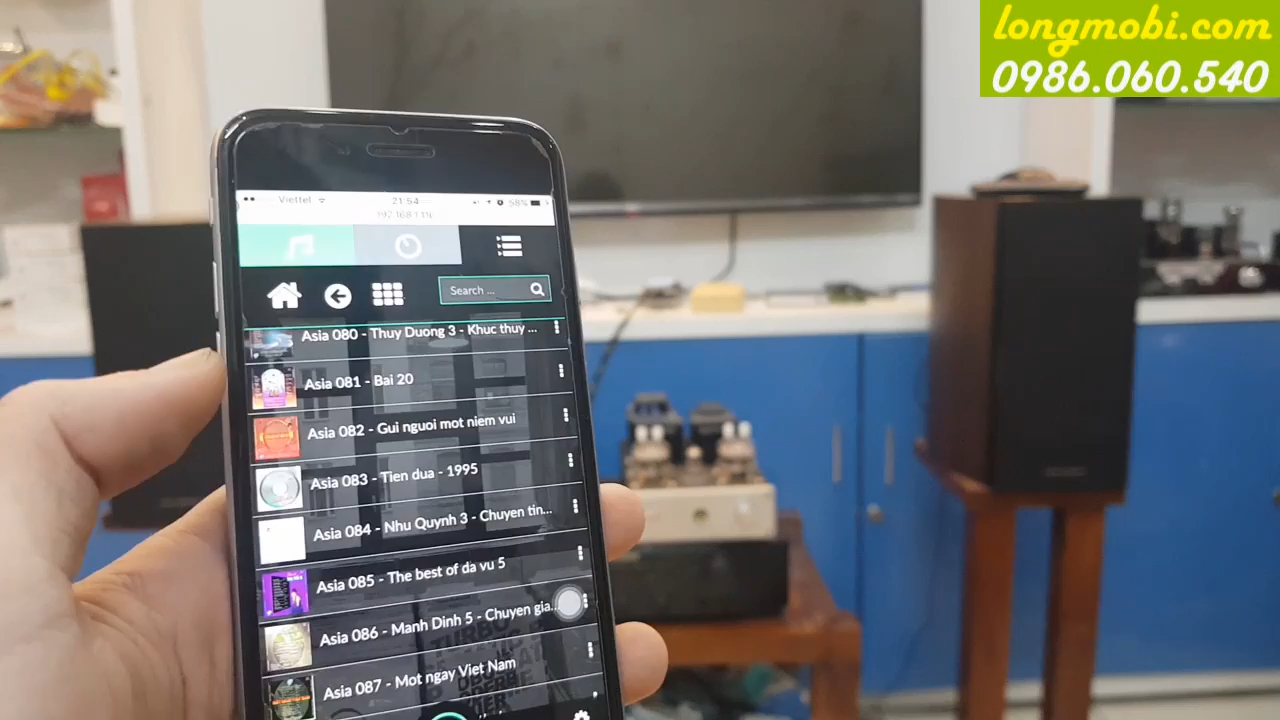 longmobi.com
0986.060.540
Viettel
21:54
58%
Search ...
Asia 080 - Thuy Duong 3 - Khuc thuy ...
Asia 081 - Bai 20
Asia 082 - Gui nguoi mot niem vui
Asia 083 - Tien dua - 1995
Asia 084 - Nhu Quynh 3 - Chuyen tin...
Asia 085 - The best of da vu 5
Asia 086 - Manh Dinh 5 - Chuyen gia...
Asia 087 - Mot ngay Viet Nam